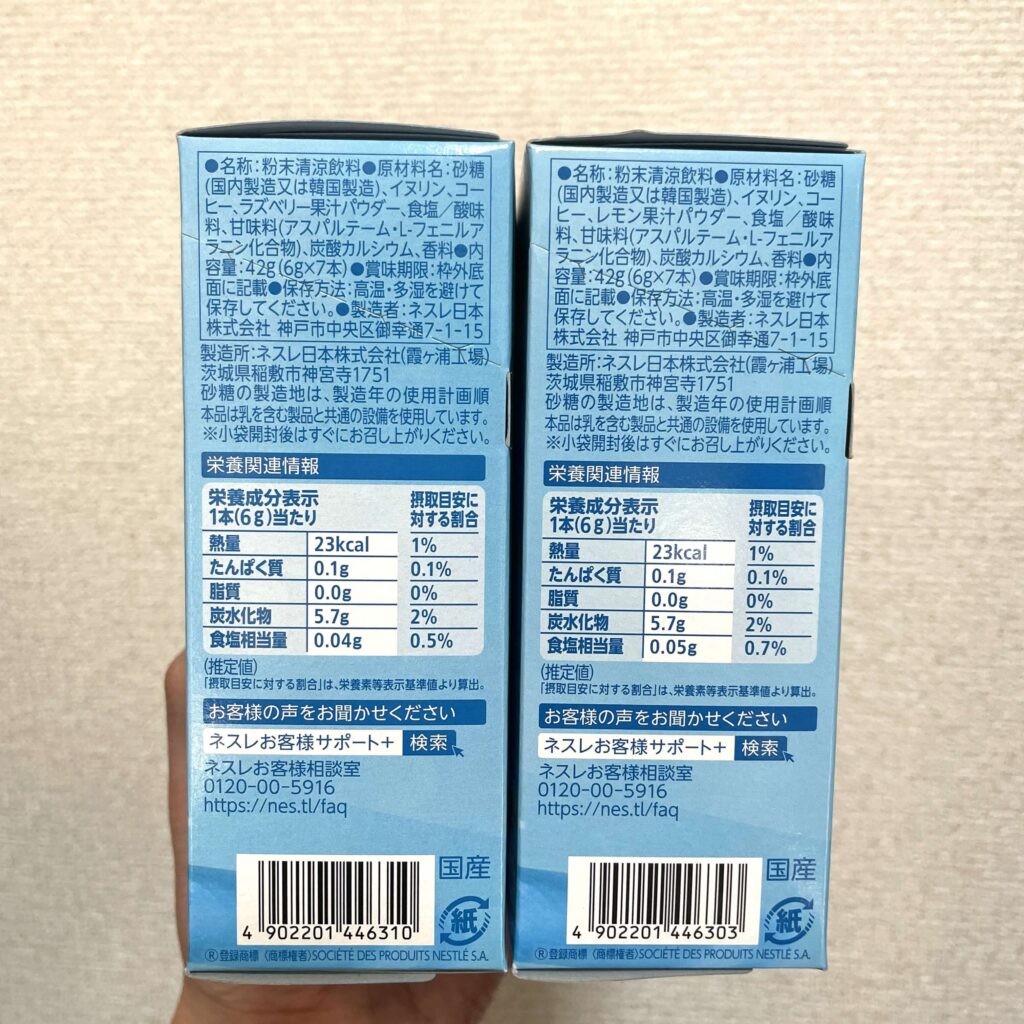 ●名称:粉末清涼飲料●原材料名:砂糖
(国内製造又は韓国製造)、イヌリン、コー
ヒー、ラズベリー果汁パウダー、食塩/酸味
料、甘味料(アスパルテーム・L-フェニルア
ラニン化合物)、炭酸カルシウム、香料●内
容量:42g(6g×7本)●賞味期限:枠外底
面に記載●保存方法:高温・多湿を避けて
保存してください。●製造者:ネスレ日本
株式会社 神戸市中央区御幸通7-1-15
製造所:ネスレ日本株式会社(霞ヶ浦工場)
茨城県稲敷市神宮寺1751
砂糖の製造地は、製造年の使用計画順
本品は乳を含む製品と共通の設備を使用しています。
※小袋開封後はすぐにお召し上がりください。
栄養関連情報
栄養成分表示
1本(6g)当たり
摂取目安に
対する割合
熱量 23kcal 1%
たんぱく質 0.1g 0.1%
脂質 0.0g 0%
炭水化物 5.7g 2%
食塩相当量 0.04g 0.5%
(推定値)
「摂取目安に対する割合」は、栄養素等表示基準値より算出。
お客様の声をお聞かせください
ネスレお客様サポート+ 検索
ネスレお客様相談室
0120-00-5916
https://nes.tl/faq
国産
紙
4 902201 446310
®登録商標 (商標権者)SOCIÉTÉ DES PRODUITS NESTLÉ S.A.
●名称:粉末清涼飲料●原材料名:砂糖
(国内製造又は韓国製造)、イヌリン、コー
ヒー、レモン果汁パウダー、食塩/酸味
料、甘味料(アスパルテーム・L-フェニルア
ラニン化合物)、炭酸カルシウム、香料●内
容量:42g(6g×7本)●賞味期限:枠外底
面に記載●保存方法:高温・多湿を避けて
保存してください。●製造者:ネスレ日本
株式会社 神戸市中央区御幸通7-1-15
製造所:ネスレ日本株式会社(霞ヶ浦工場)
茨城県稲敷市神宮寺1751
砂糖の製造地は、製造年の使用計画順
本品は乳を含む製品と共通の設備を使用しています。
※小袋開封後はすぐにお召し上がりください。
栄養関連情報
栄養成分表示
1本(6g)当たり
摂取目安に
対する割合
熱量 23kcal 1%
たんぱく質 0.1g 0.1%
脂質 0.0g 0%
炭水化物 5.7g 2%
食塩相当量 0.05g 0.7%
(推定値)
「摂取目安に対する割合」は、栄養素等表示基準値より算出。
お客様の声をお聞かせください
ネスレお客様サポート+ 検索
ネスレお客様相談室
0120-00-5916
https://nes.tl/faq
国産
紙
4 902201 446303
®登録商標 (商標権者)SOCIÉTÉ DES PRODUITS NESTLÉ S.A.